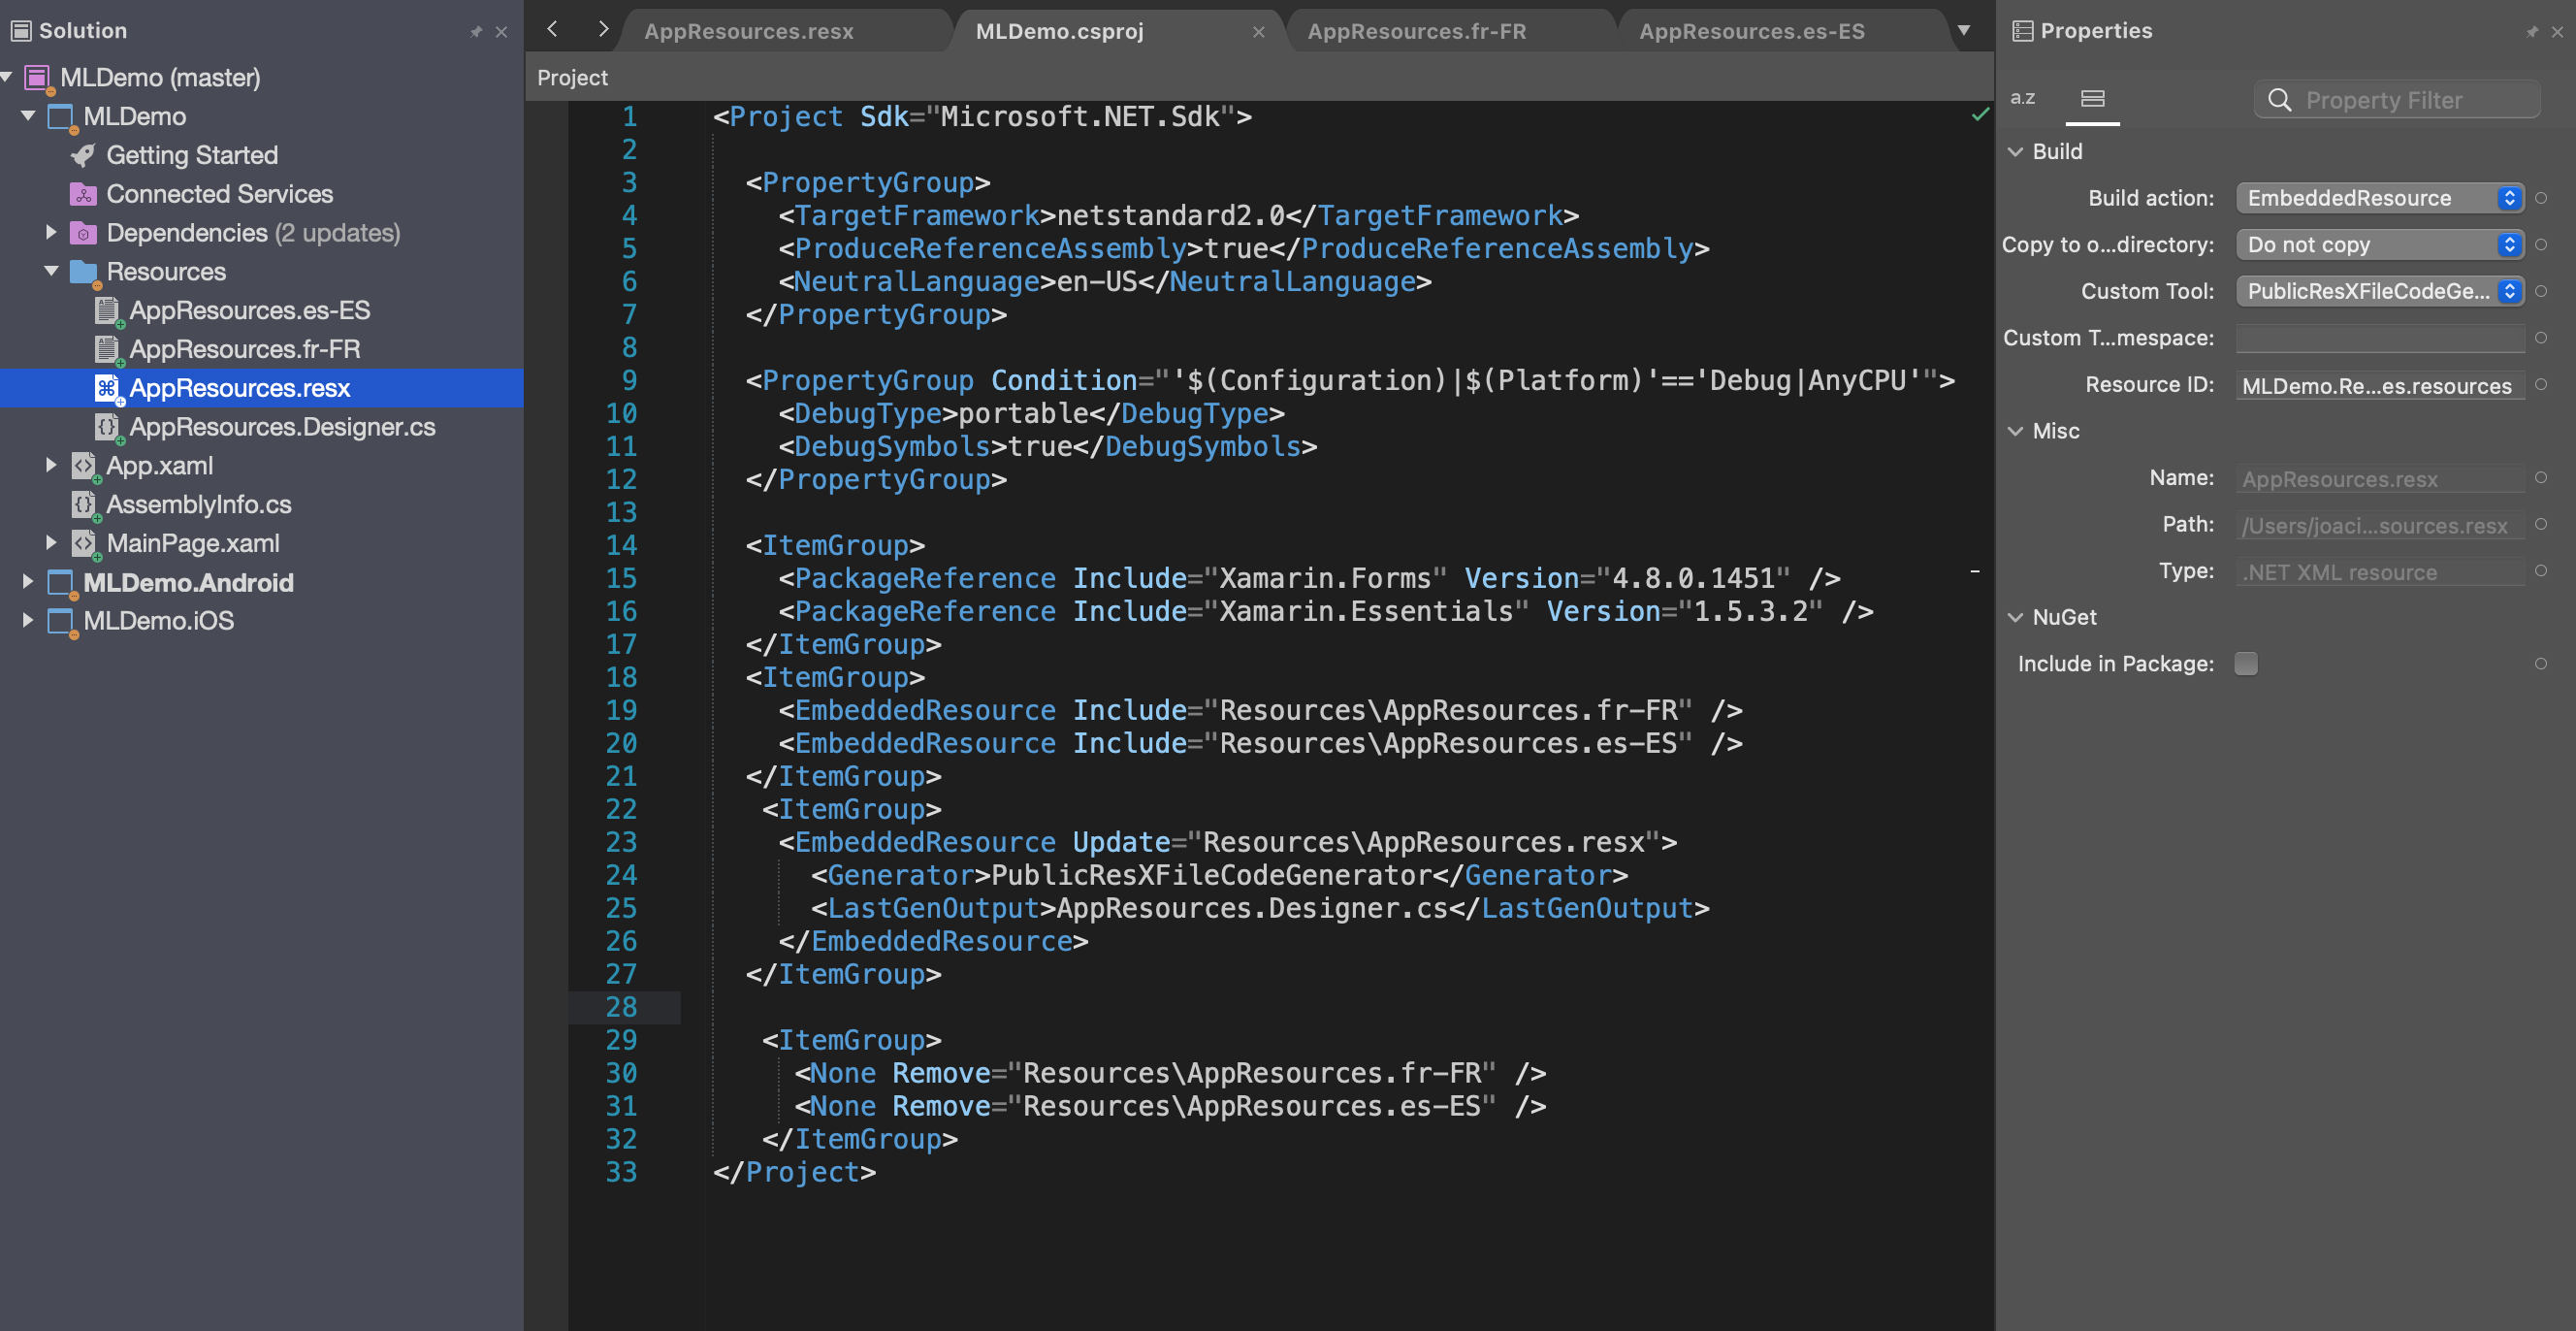 Solution
MLDemo (master)
MLDemo
Getting Started
Connected Services
Dependencies (2 updates)
Resources
AppResources.es-ES
AppResources.fr-FR
AppResources.resx
AppResources.Designer.cs
App.xaml
AssemblyInfo.cs
MainPage.xaml
MLDemo.Android
MLDemo.iOS
AppResources.resx
MLDemo.csproj
AppResources.fr-FR
AppResources.es-ES
Project
1 <Project Sdk="Microsoft.NET.Sdk">
2
3 <PropertyGroup>
4 <TargetFramework>netstandard2.0</TargetFramework>
5 <ProduceReferenceAssembly>true</ProduceReferenceAssembly>
6 <NeutralLanguage>en-US</NeutralLanguage>
7 </PropertyGroup>
8
9 <PropertyGroup Condition="'$(Configuration)|$(Platform)'=='Debug|AnyCPU'">
10 <DebugType>portable</DebugType>
11 <DebugSymbols>true</DebugSymbols>
12 </PropertyGroup>
13
14 <ItemGroup>
15 <PackageReference Include="Xamarin.Forms" Version="4.8.0.1451" />
16 <PackageReference Include="Xamarin.Essentials" Version="1.5.3.2" />
17 </ItemGroup>
18 <ItemGroup>
19 <EmbeddedResource Include="Resources\AppResources.fr-FR" />
20 <EmbeddedResource Include="Resources\AppResources.es-ES" />
21 </ItemGroup>
22 <ItemGroup>
23 <EmbeddedResource Update="Resources\AppResources.resx">
24 <Generator>PublicResXFileCodeGenerator</Generator>
25 <LastGenOutput>AppResources.Designer.cs</LastGenOutput>
26 </EmbeddedResource>
27 </ItemGroup>
28
29 <ItemGroup>
30 <None Remove="Resources\AppResources.fr-FR" />
31 <None Remove="Resources\AppResources.es-ES" />
32 </ItemGroup>
33 </Project>
Properties
a.z
Property Filter
Build
Build action: EmbeddedResource
Copy to o...directory: Do not copy
Custom Tool: PublicResXFileCodeGe...
Custom T...mespace:
Resource ID: MLDemo.Re...es.resources
Misc
Name: AppResources.resx
Path: /Users/joaci...sources.resx
Type: .NET XML resource
NuGet
Include in Package: